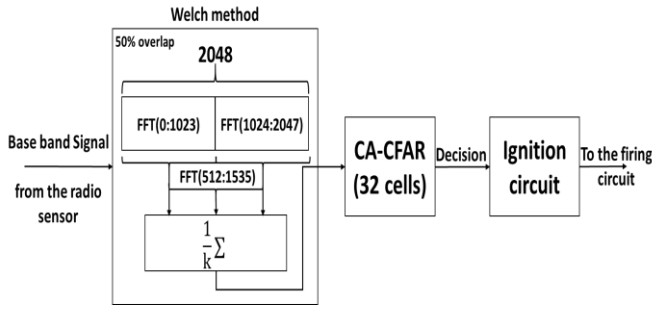 Welch method
50% overlap
2048
FFT(0:1023)
FFT(1024:2047)
FFT(512:1535)
1/k Σ
Base band Signal
from the radio
sensor
CA-CFAR
(32 cells)
Decision
Ignition
circuit
To the firing
circuit